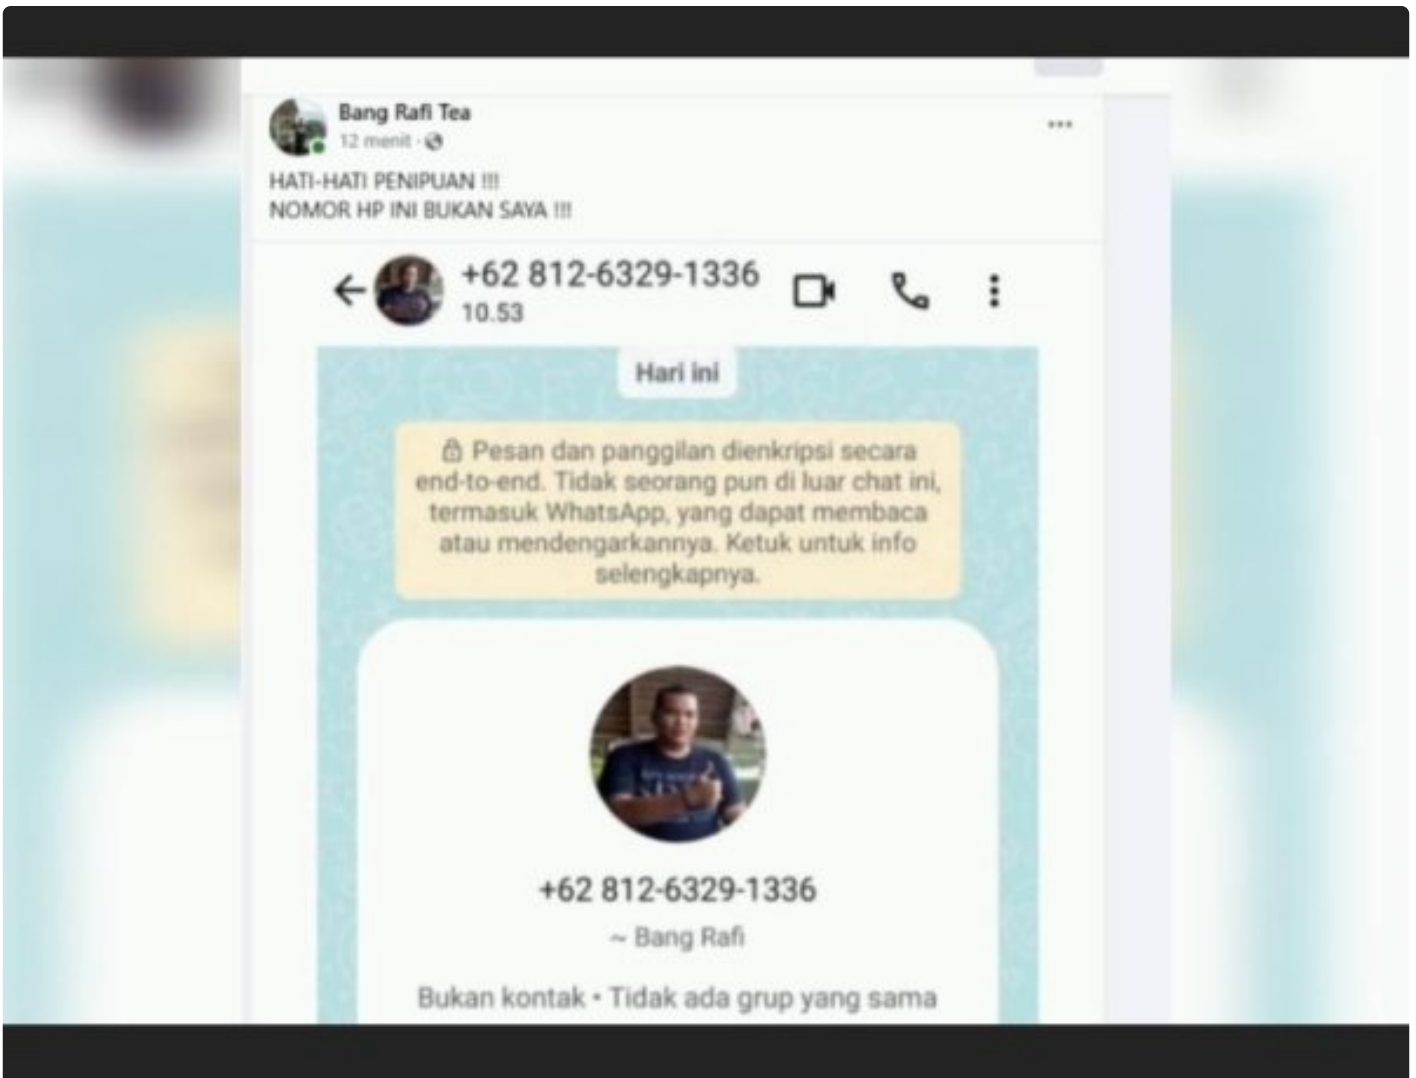 Bang Rafi Tea
12 menit ·
HATI-HATI PENIPUAN !!!
NOMOR HP INI BUKAN SAYA !!!
+62 812-6329-1336
10.53
Hari ini
Pesan dan panggilan dienkripsi secara
end-to-end. Tidak seorang pun di luar chat ini,
termasuk WhatsApp, yang dapat membaca
atau mendengarkannya. Ketuk untuk info
selengkapnya.
+62 812-6329-1336
~ Bang Rafi
Bukan kontak • Tidak ada grup yang sama